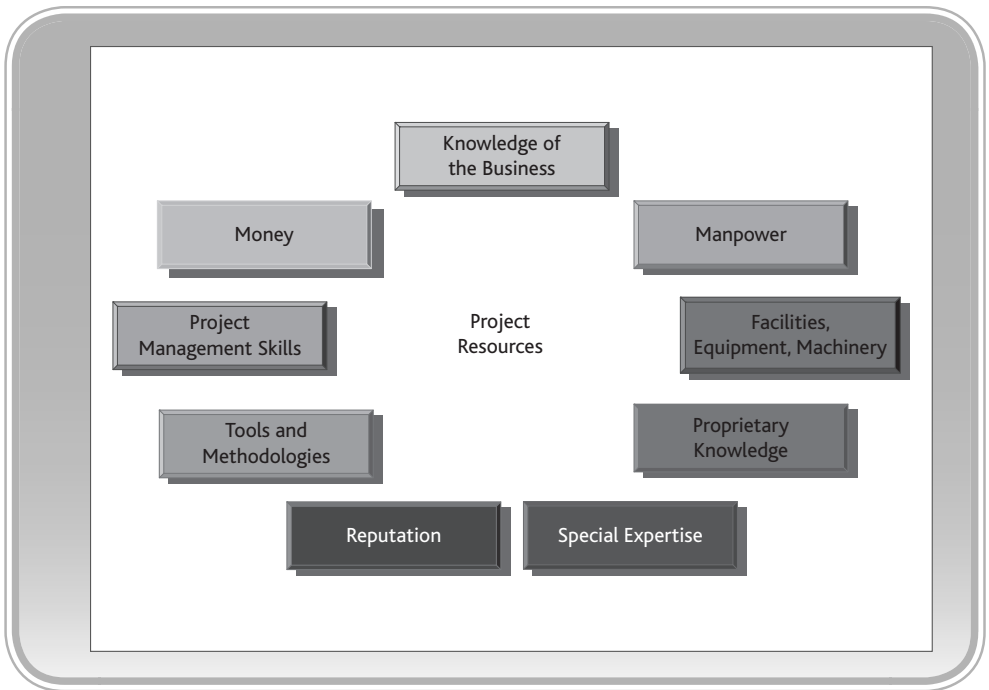 Knowledge of
the Business
Money
Manpower
Project
Management Skills
Project
Resources
Facilities,
Equipment, Machinery
Tools and
Methodologies
Proprietary
Knowledge
Reputation
Special Expertise